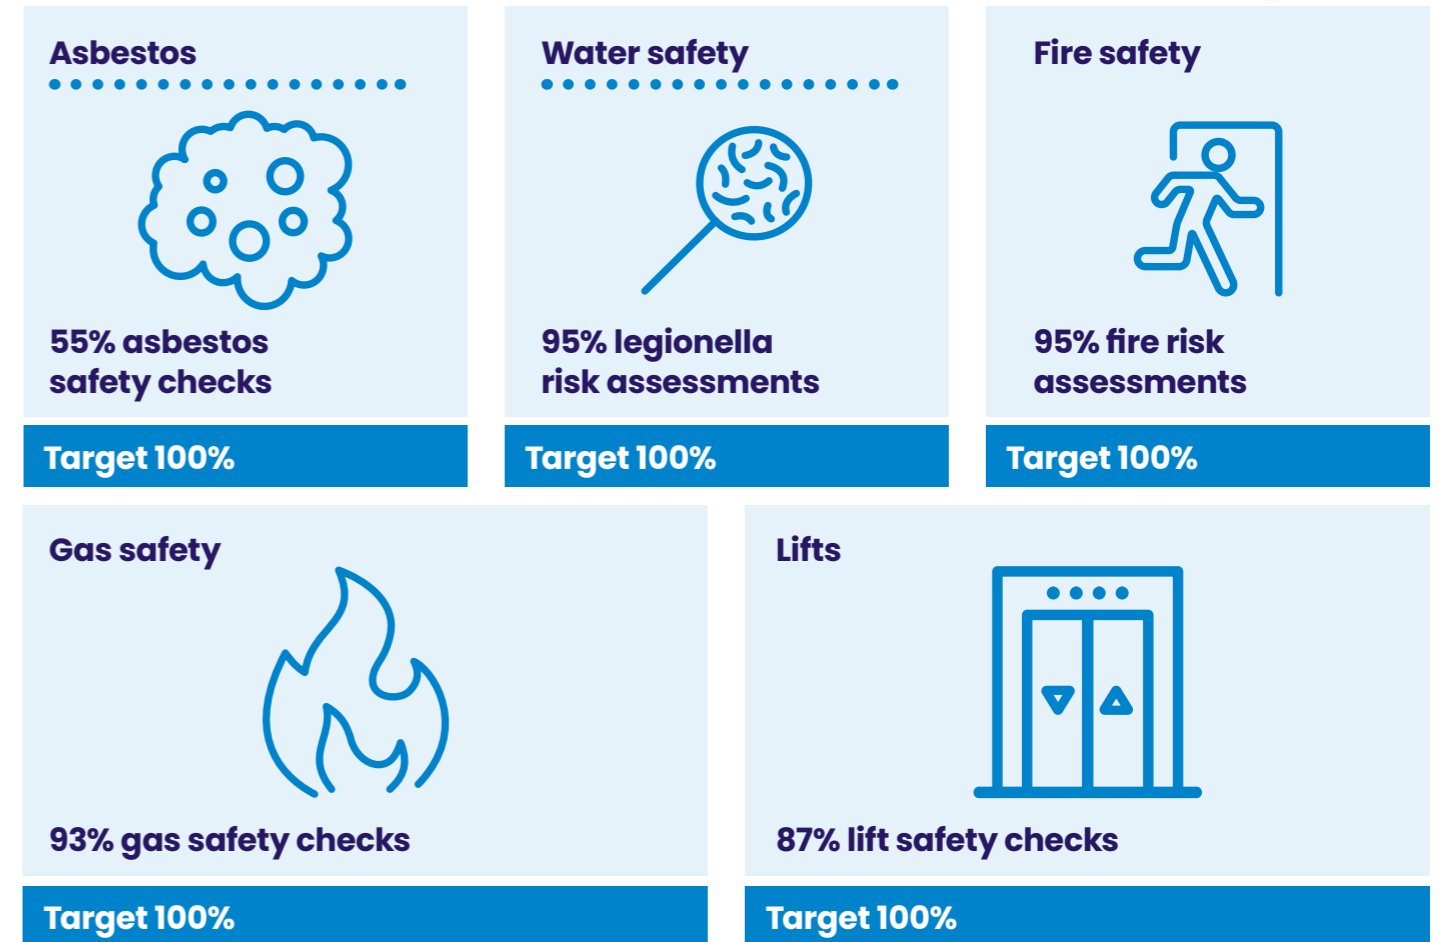 Asbestos
Water safety
Fire safety
55% asbestos
safety checks
95% legionella
risk assessments
95% fire risk
assessments
Target 100%
Target 100%
Target 100%
Gas safety
Lifts
93% gas safety checks
87% lift safety checks
Target 100%
Target 100%